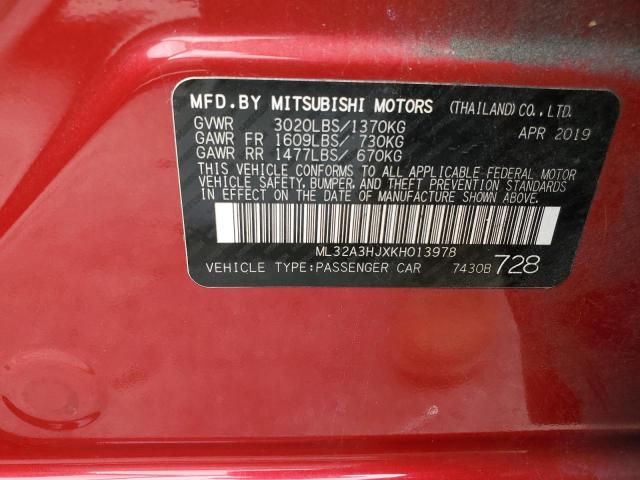 MFD.BY MITSUBISHI MOTORS (THAILAND) CO., LTD.
GVWR 3020LBS/1370KG APR 2019
GAWR FR 1609LBS/ 730KG
GAWR RR 1477LBS/ 670KG
THIS VEHICLE CONFORMS TO ALL APPLICABLE FEDERAL MOTOR
VEHICLE SAFETY, BUMPER, AND THEFT PREVENTION STANDARDS
IN EFFECT ON THE DATE OF MANUFACTURE SHOWN ABOVE.
ML32A3HJXKH013978
VEHICLE TYPE:PASSENGER CAR 7430B 728